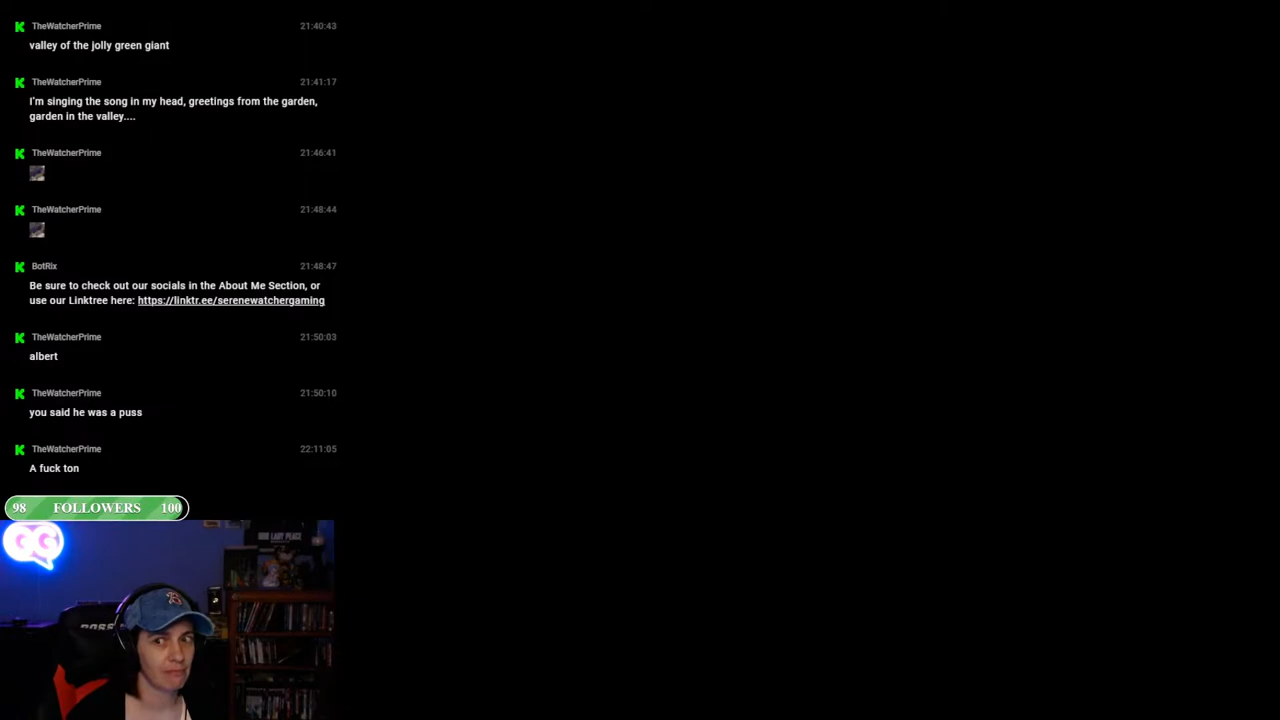 TheWatcherPrime 21:40:43
valley of the jolly green giant
TheWatcherPrime 21:41:17
I'm singing the song in my head, greetings from the garden,
garden in the valley....
TheWatcherPrime 21:46:41
TheWatcherPrime 21:48:44
BotRix 21:48:47
Be sure to check out our socials in the About Me Section, or
use our Linktree here: https://linktr.ee/serenewatchergaming
TheWatcherPrime 21:50:03
albert
TheWatcherPrime 21:50:10
you said he was a puss
TheWatcherPrime 22:11:05
A fuck ton
98 FOLLOWERS 100
GG
OUR LADY PEACE
B